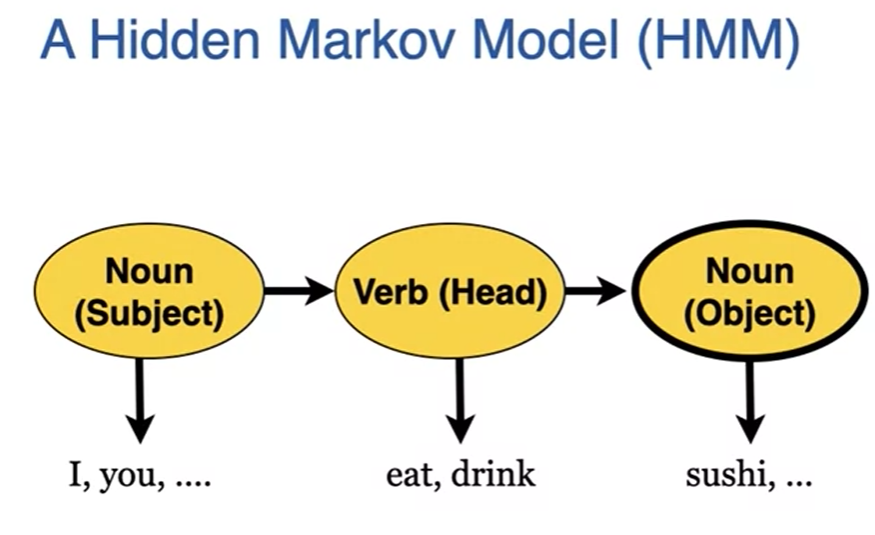 A Hidden Markov Model (HMM)
Noun
(Subject)
Verb (Head)
Noun
(Object)
I, you, ....
eat, drink
sushi, ...